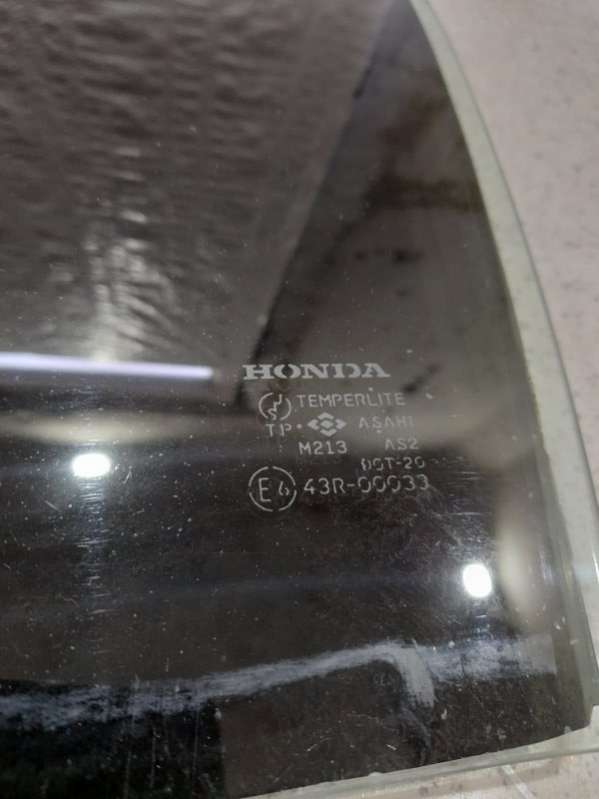 HONDA
TEMPERLITE
TP· ASAHI
M213 AS2
DOT-20
E6 43R-00033